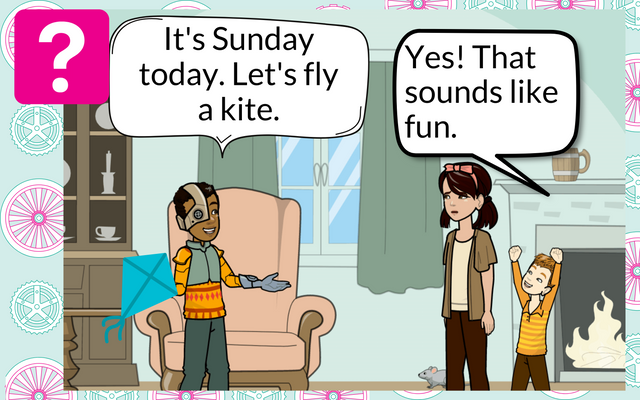 ?
It's Sunday
today. Let's fly
a kite.
Yes! That
sounds like
fun.